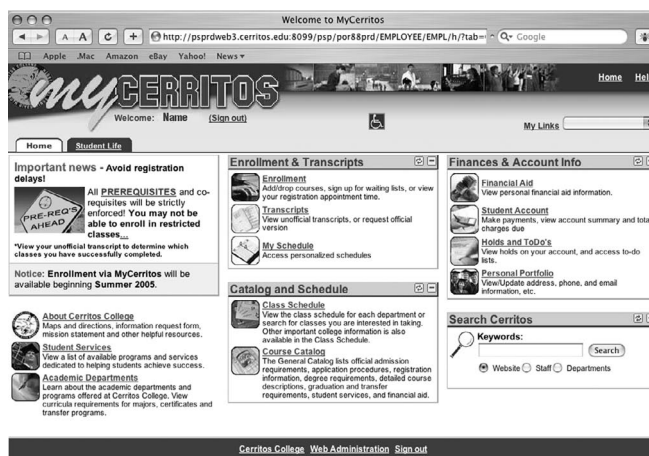 Welcome to MyCerritos
A A
http://psprdweb3.cerritos.edu:8099/psp/por88prd/EMPLOYEE/EMPL/h/?tab=
Google
Apple .Mac Amazon eBay Yahoo! News
my CERRITOS
Home
Welcome: Name (Sign out)
My Links
Home Student Life
Important news - Avoid registration
delays!
PRE-REQ'S
AHEAD
All PREREQUISITES and co-
requisites will be strictly
enforced! You may not be
able to enroll in restricted
classes...
*View your unofficial transcript to determine which
classes you have successfully completed.
Notice: Enrollment via MyCerritos will be
available beginning Summer 2005.
About Cerritos College
Maps and directions, information request form,
mission statement and other helpful resources.
Student Services
View a list of available programs and services
dedicated to helping students achieve success.
Academic Departments
Learn about the academic departments and
programs offered at Cerritos College. View
curricula requirements for majors, certificates and
transfer programs.
Enrollment & Transcripts
Enrollment
Add/drop courses, sign up for waiting lists, or view
your registration appointment time.
Transcripts
View unofficial transcripts, or request official
version
My Schedule
Access personalized schedules
Catalog and Schedule
Class Schedule
View the class schedule for each department or
search for classes you are interested in taking.
Other important college information is also
available in the Class Schedule.
Course Catalog
The General Catalog lists official admission
requirements, application procedures, registration
information, degree requirements, detailed course
descriptions, graduation and transfer
requirements, student services, and financial aid.
Finances & Account Info
Financial Aid
View personal financial aid information.
Student Account
Make payments, view account summary and tota
charges due
Holds and ToDo's
View holds on your account, and access to-do
lists.
Personal Portfolio
View/Update address, phone, and email
information, etc.
Search Cerritos
Keywords:
Search
Website Staff Departments
Cerritos College Web Administration Sign out